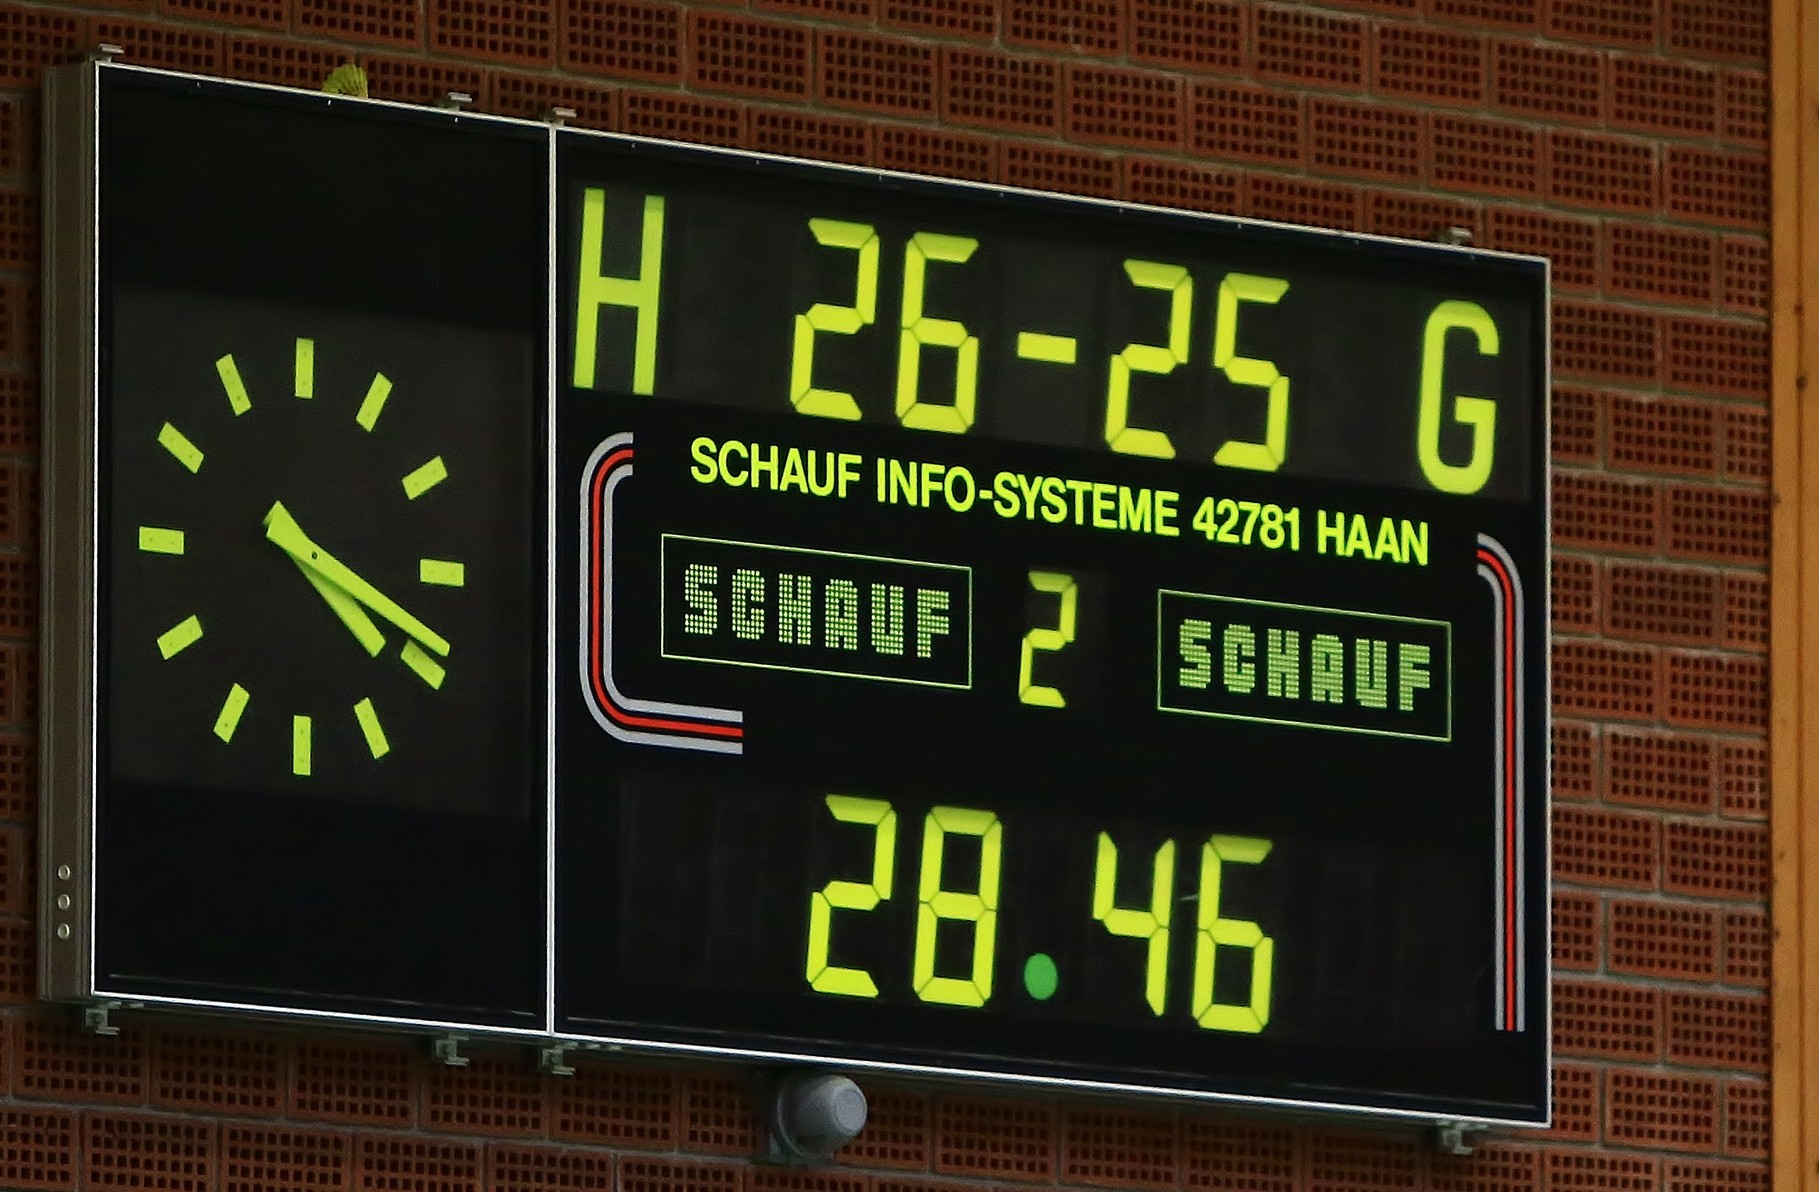 H 26-25 G
SCHAUF INFO-SYSTEME 42781 HAAN
SCHAUF 2 SCHAUF
28.46